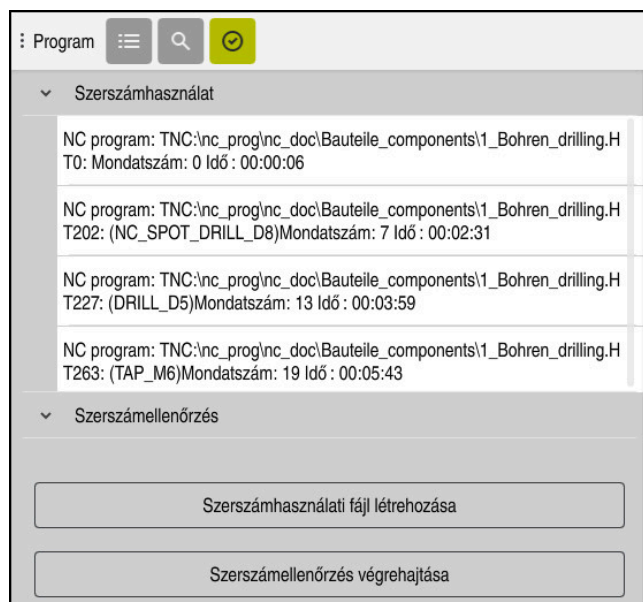 Program
Szerszámhasználat
NC program: TNC:\nc_prog\nc_doc\Bauteile_components\1_Bohren_drilling.H
T0: Mondatszám: 0 Idő : 00:00:06
NC program: TNC:\nc_prog\nc_doc\Bauteile_components\1_Bohren_drilling.H
T202: (NC_SPOT_DRILL_D8)Mondatszám: 7 Idő : 00:02:31
NC program: TNC:\nc_prog\nc_doc\Bauteile_components\1_Bohren_drilling.H
T227: (DRILL_D5)Mondatszám: 13 Idő : 00:03:59
NC program: TNC:\nc_prog\nc_doc\Bauteile_components\1_Bohren_drilling.H
T263: (TAP_M6)Mondatszám: 19 Idő : 00:05:43
Szerszámellenőrzés
Szerszámhasználati fájl létrehozása
Szerszámellenőrzés végrehajtása